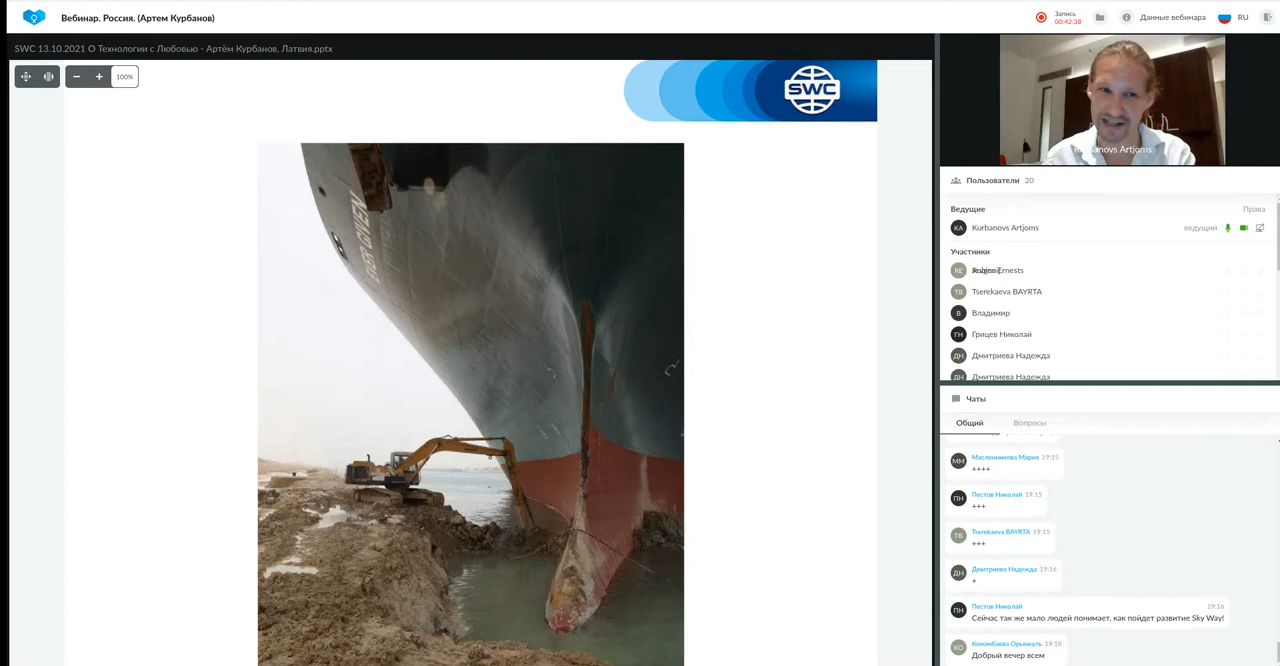 Вебинар. Россия. (Артем Курбанов)
Запись
00:42:38
Данные вебинара
RU
SWC 13.10.2021 О Технологии с Любовью - Артём Курбанов, Латвия.pptx
100%
SWC
Kurbanovs Artjoms
Пользователи 20
Ведущие
Права
KA
Kurbanovs Artjoms
ведущий
Участники
RE
TB
Tserekaeva BAYRTA
В
Владимир
ГН
Грицев Николай
ДН
Дмитриева Надежда
ДН
Дмитриева Надежда
Чаты
Общий
Вопросы
ММ
Масленникова Мария 19:15
++++
ПН
Пестов Николай 19:15
+++
TB
Tserekaeva BAYRTA 19:15
+++
ДН
Дмитриева Надежда 19:16
+
ПН
Пестов Николай 19:16
Сейчас так же мало людей понимает, как пойдет развитие Sky Way!
КО
Кокомбаева Орынкуль 19:18
Добрый вечер всем